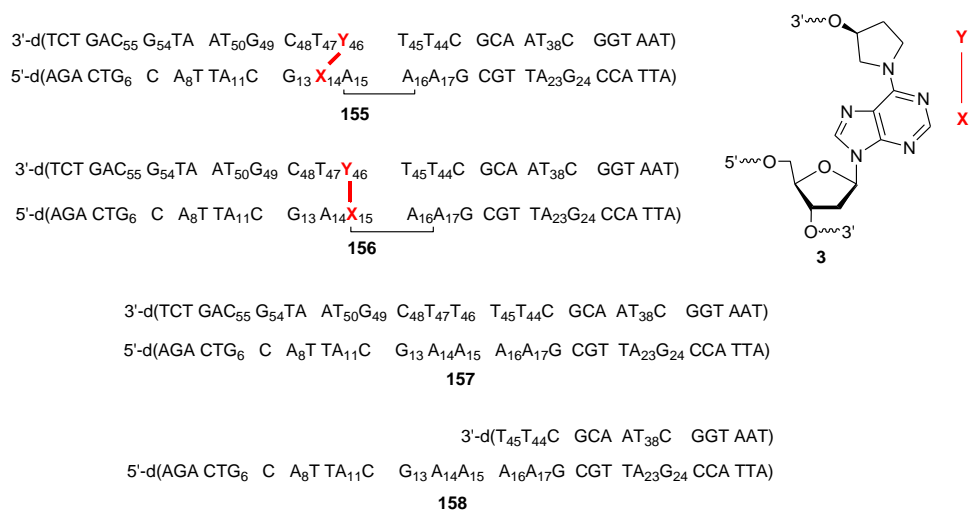 3'-d(TCT GAC₅₅ G₅₄TA AT₅₀G₄₉ C₄₈T₄₇Y₄₆ T₄₅T₄₄C GCA AT₃₈C GGT AAT)
5'-d(AGA CTG₆ C A₈T TA₁₁C G₁₃ X₁₄A₁₅ A₁₆A₁₇G CGT TA₂₃G₂₄ CCA TTA)
155
3'-d(TCT GAC₅₅ G₅₄TA AT₅₀G₄₉ C₄₈T₄₇Y₄₆ T₄₅T₄₄C GCA AT₃₈C GGT AAT)
5'-d(AGA CTG₆ C A₈T TA₁₁C G₁₃ A₁₄X₁₅ A₁₆A₁₇G CGT TA₂₃G₂₄ CCA TTA)
156
3'
O
N
N
N
N
N
5'
O
O
O
3'
3
Y
X
3'-d(TCT GAC₅₅ G₅₄TA AT₅₀G₄₉ C₄₈T₄₇T₄₆ T₄₅T₄₄C GCA AT₃₈C GGT AAT)
5'-d(AGA CTG₆ C A₈T TA₁₁C G₁₃ A₁₄A₁₅ A₁₆A₁₇G CGT TA₂₃G₂₄ CCA TTA)
157
3'-d(T₄₅T₄₄C GCA AT₃₈C GGT AAT)
5'-d(AGA CTG₆ C A₈T TA₁₁C G₁₃ A₁₄A₁₅ A₁₆A₁₇G CGT TA₂₃G₂₄ CCA TTA)
158